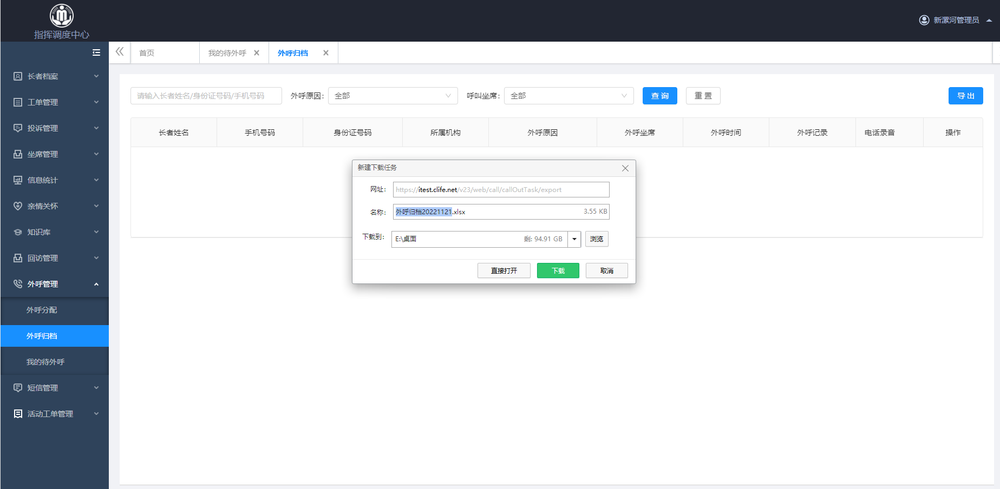 指挥调度中心
新漯河管理员
首页
我的待外呼
外呼归档
长者档案
工单管理
投诉管理
坐席管理
信息统计
亲情关怀
知识库
回访管理
外呼管理
外呼分配
外呼归档
我的待外呼
短信管理
活动工单管理
请输入长者姓名/身份证号码/手机号码
外呼原因: 全部
呼叫坐席: 全部
查 询
重 置
导 出
长者姓名 手机号码 身份证号码 所属机构 外呼原因 外呼坐席 外呼时间 外呼记录 电话录音 操作
新建下载任务
网址: https://itest.clife.net/v23/web/call/callOutTask/export
名称: 外呼归档20221121.xlsx 3.55 KB
下载到: E:\桌面 剩: 94.91 GB 浏览
直接打开 下载 取消